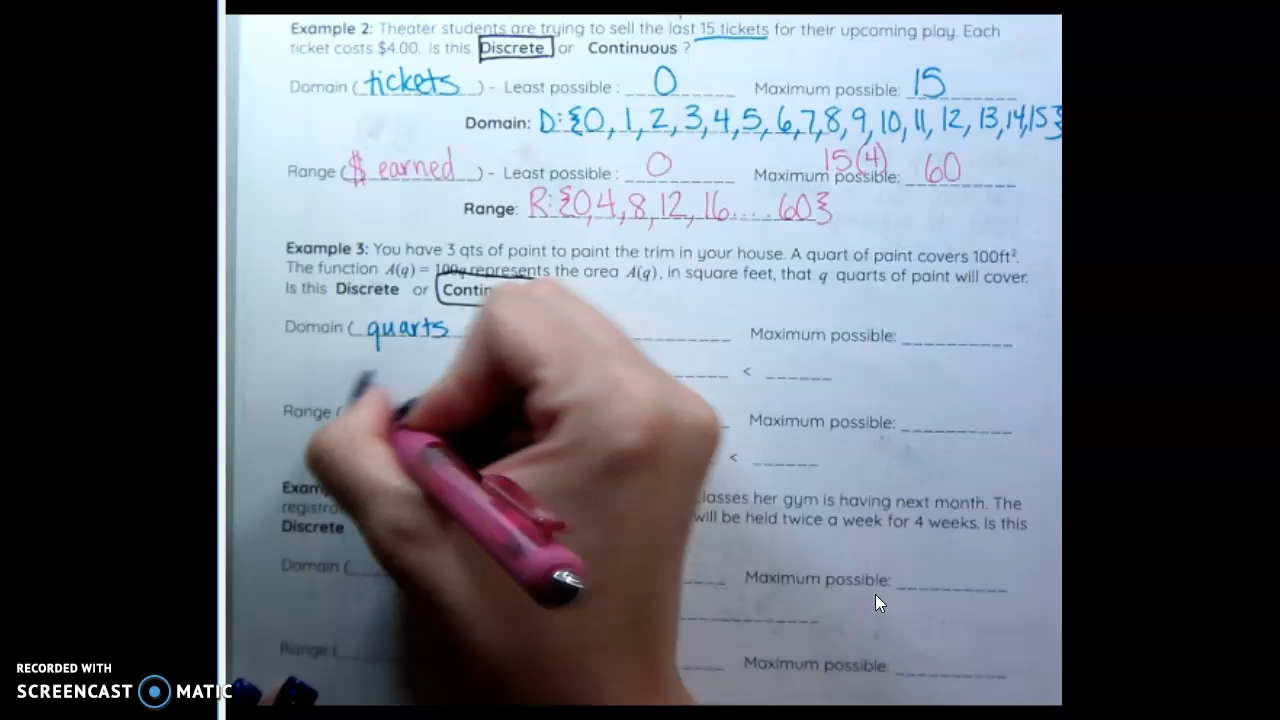 Example 2: Theater students are trying to sell the last 15 tickets for their upcoming play. Each
ticket costs $4.00. Is this Discrete or Continuous ?
Domain ( tickets ) - Least possible : 0 Maximum possible: 15
Domain: D: {0, 1, 2, 3, 4, 5, 6, 7, 8, 9, 10, 11, 12, 13, 14, 15}
15(4)
Range ( $ earned ) - Least possible : 0 Maximum possible: 60
Range: R: {0, 4, 8, 12, 16 .... 60}
Example 3: You have 3 qts of paint to paint the trim in your house. A quart of paint covers 100ft².
The function A(q) = 100q represents the area A(q), in square feet, that q quarts of paint will cover.
Is this Discrete or
Domain ( quarts Maximum possible:
<
Range ( Maximum possible:
<
lasses her gym is having next month. The
will be held twice a week for 4 weeks. Is this
Discrete
Domain ( Maximum possible:
Range ( Maximum possible:
RECORDED WITH
SCREENCAST MATIC